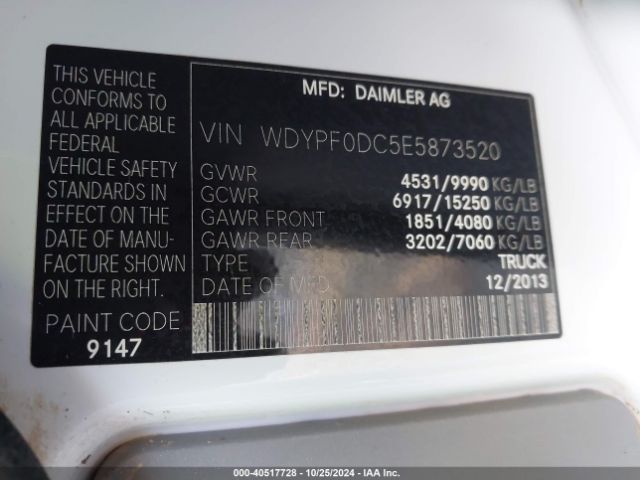 THIS VEHICLE
CONFORMS TO
ALL APPLICABLE
FEDERAL
VEHICLE SAFETY
STANDARDS IN
EFFECT ON THE
DATE OF MANU-
FACTURE SHOWN
ON THE RIGHT.
PAINT CODE
9147
MFD: DAIMLER AG
VIN WDYPF0DC5E5873520
GVWR 4531/9990 KG/LB
GCWR 6917/15250 KG/LB
GAWR FRONT 1851/4080 KG/LB
GAWR REAR 3202/7060 KG/LB
TYPE TRUCK
DATE OF MFD 12/2013
000-40517728 - 10/25/2024 - IAA Inc.